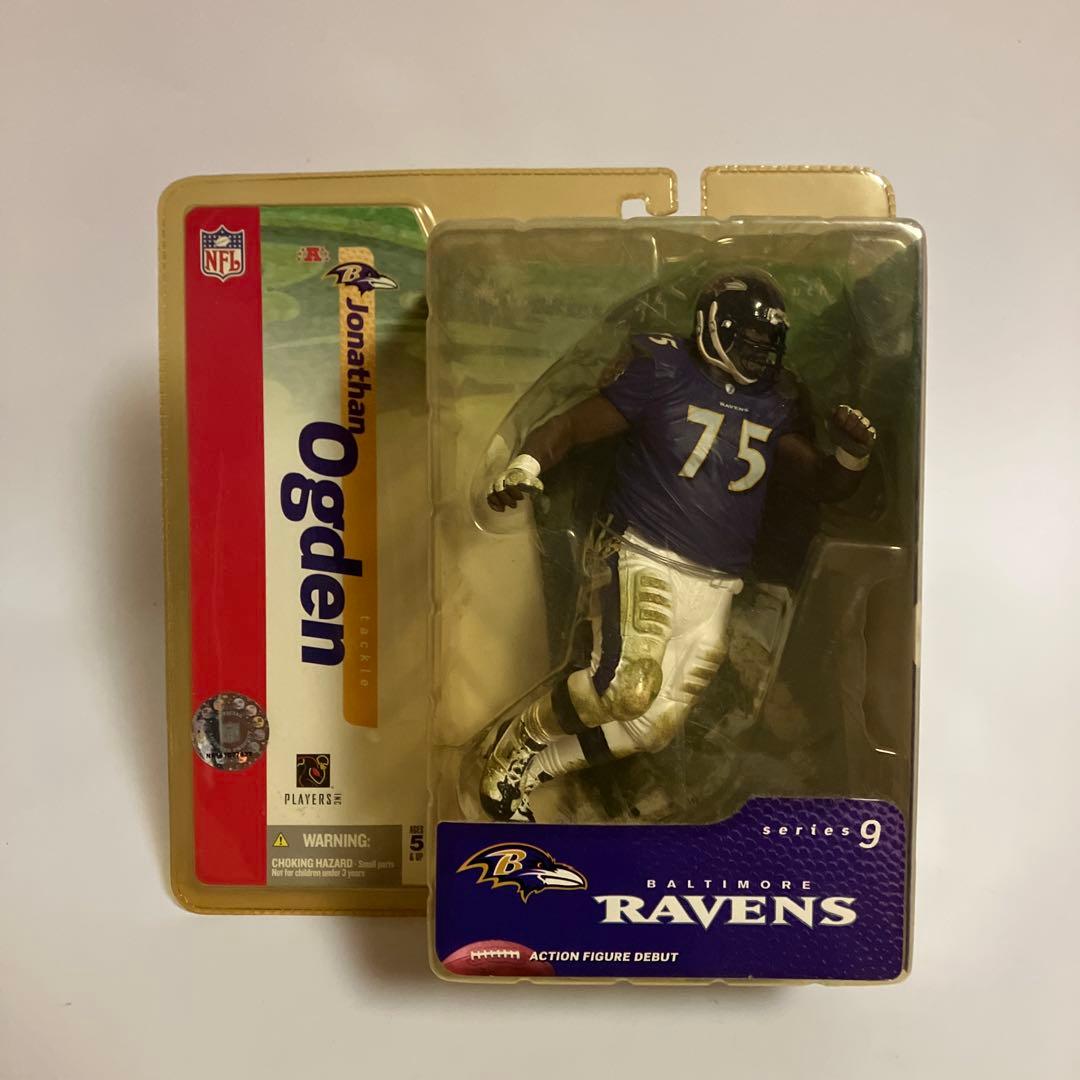 NFL
A
B
Jonathan
Ogden
tackle
PLAYERS INC
WARNING:
CHOKING HAZARD - Small parts
Not for children under 3 years
AGES
5
& UP
75
RAVENS
75
series 9
B
BALTIMORE
RAVENS
ACTION FIGURE DEBUT